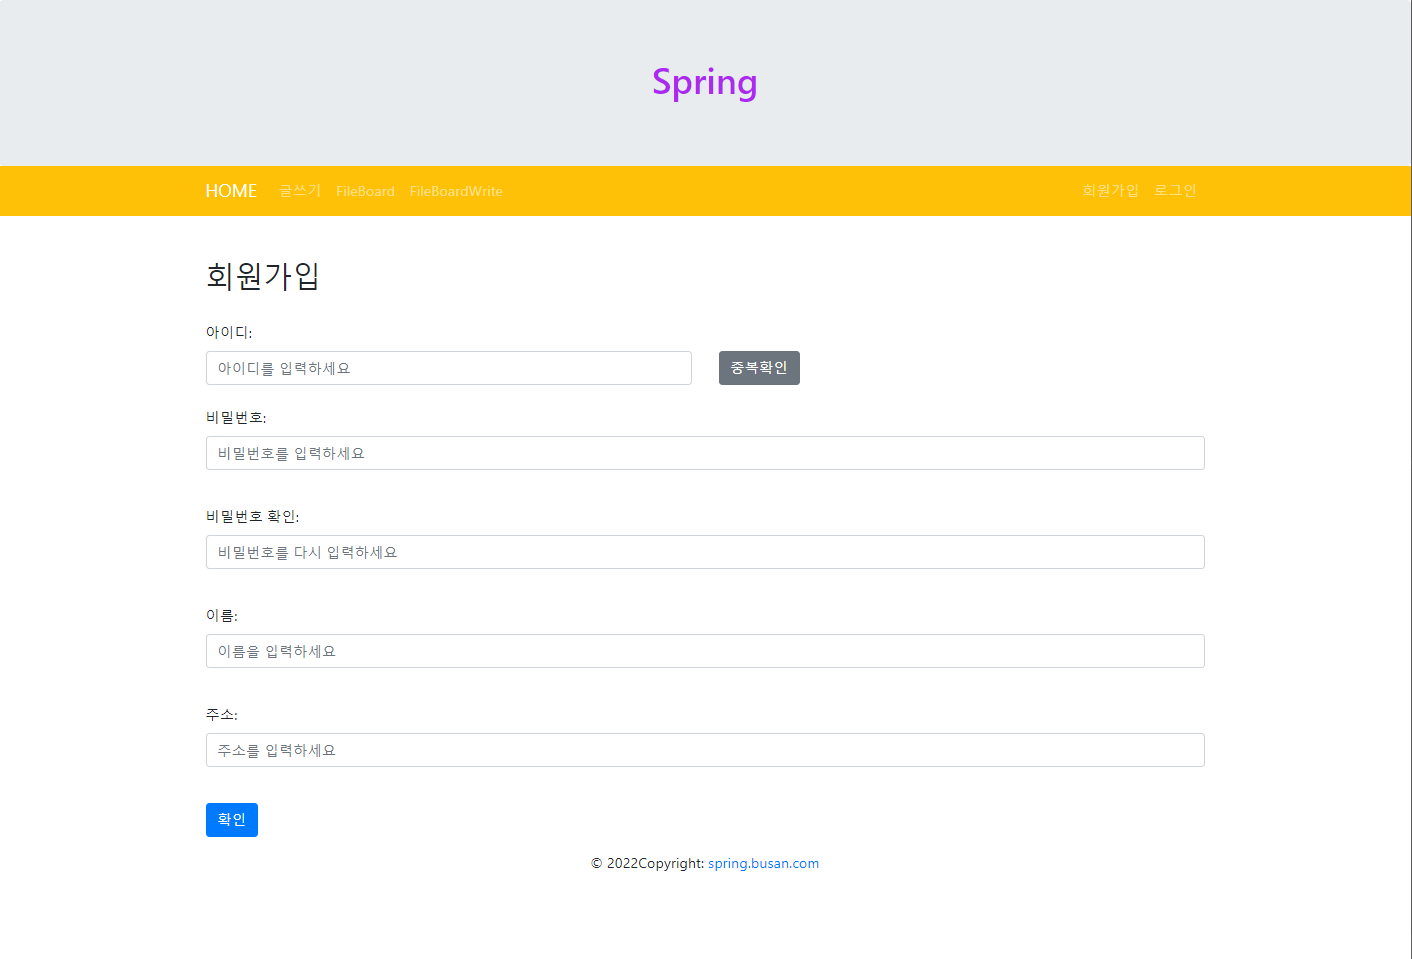 Spring
HOME 글쓰기 FileBoard FileBoardWrite 회원가입 로그인
회원가입
아이디:
아이디를 입력하세요 중복확인
비밀번호:
비밀번호를 입력하세요
비밀번호 확인:
비밀번호를 다시 입력하세요
이름:
이름을 입력하세요
주소:
주소를 입력하세요
확인
© 2022Copyright: spring.busan.com